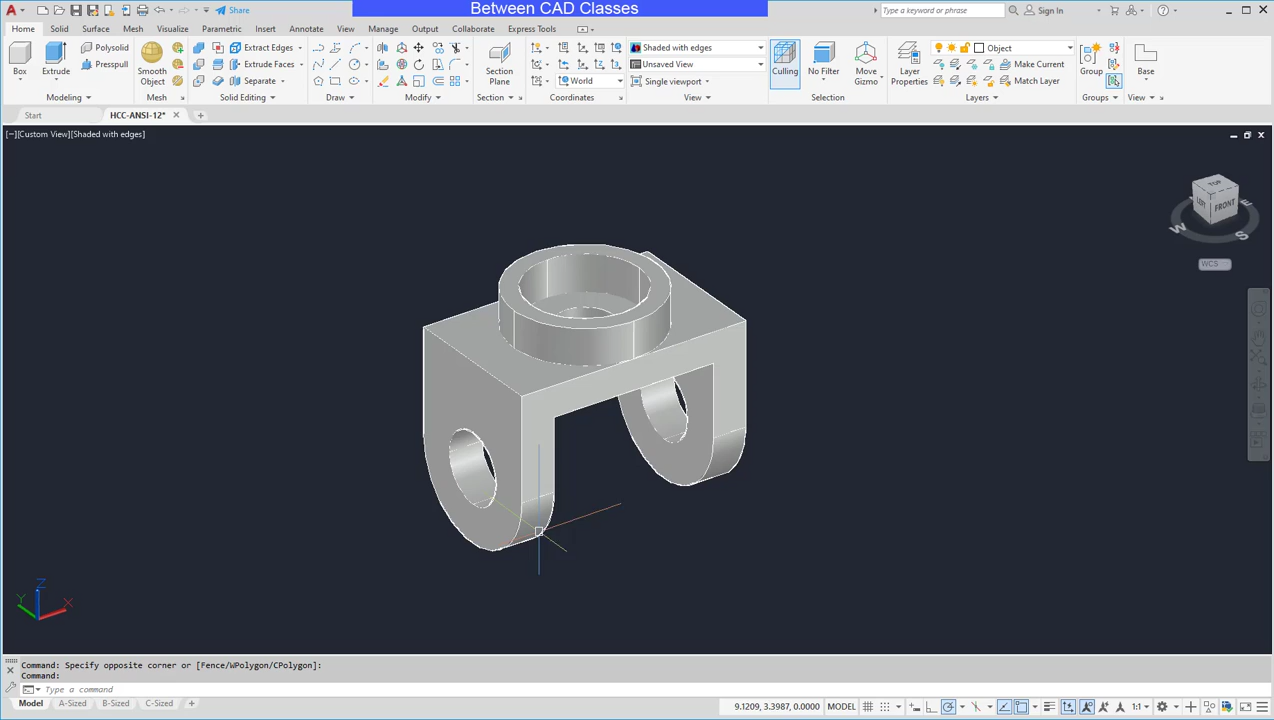 Between CAD Classes
A
Share
Type a keyword or phrase
Sign In
Home Solid Surface Mesh Visualize Parametric Insert Annotate View Manage Output Collaborate Express Tools
Box
Extrude
Polysolid
Presspull
Modeling
Smooth
Object
Mesh
Extract Edges
Extrude Faces
Separate
Solid Editing
Draw
Modify
Section
Plane
Section
World
Coordinates
Shaded with edges
Unsaved View
Single viewport
View
Culling
No Filter
Move
Gizmo
Selection
Layer
Properties
Object
Make Current
Match Layer
Layers
Group
Groups
Base
View
Start
HCC-ANSI-12*
[−][Custom View][Shaded with edges]
TOP
LEFT
FRONT
W
S
E
WCS
Z
Y
X
Command: Specify opposite corner or [Fence/WPolygon/CPolygon]:
Command:
Type a command
Model A-Sized B-Sized C-Sized
9.1209, 3.3987, 0.0000 MODEL 1:1